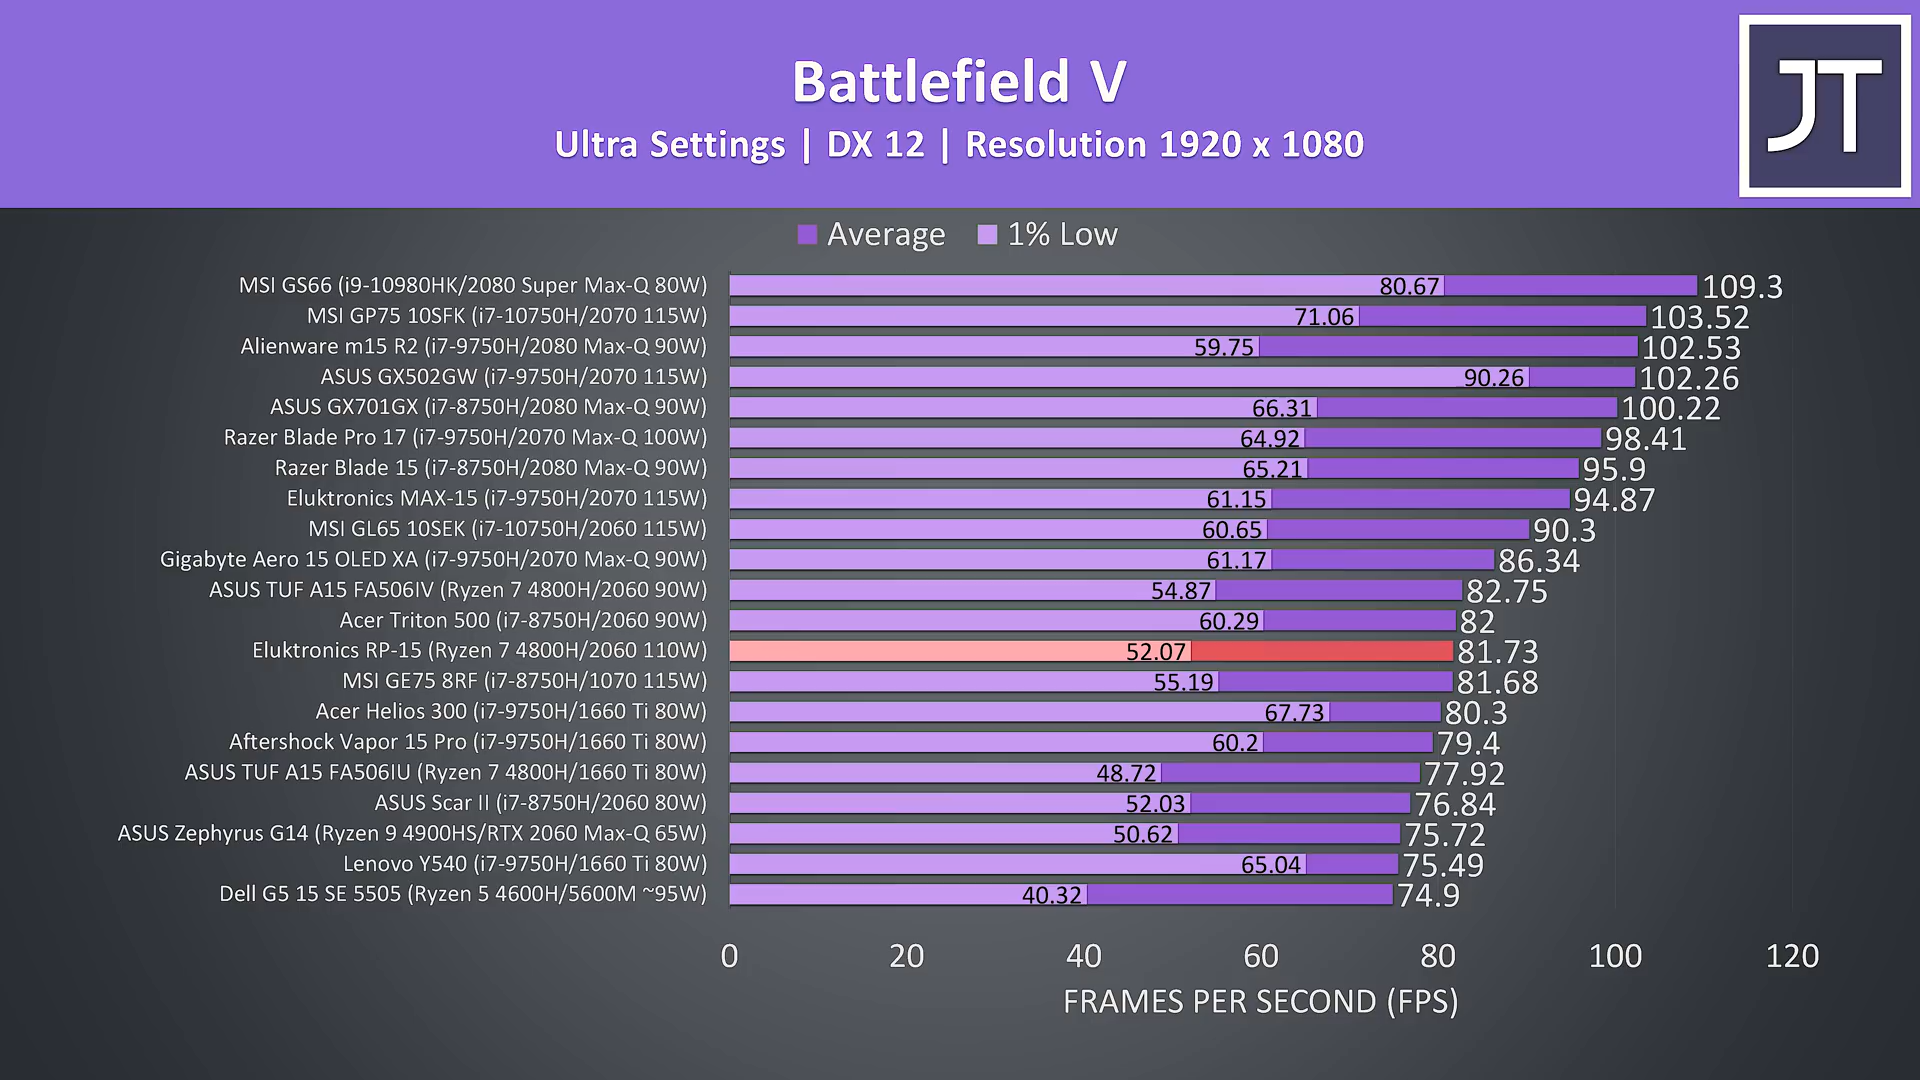 Battlefield V
JT
Ultra Settings | DX 12 | Resolution 1920 x 1080
Average 1% Low
MSI GS66 (i9-10980HK/2080 Super Max-Q 80W) 80.67 109.3
MSI GP75 10SFK (i7-10750H/2070 115W) 71.06 103.52
Alienware m15 R2 (i7-9750H/2080 Max-Q 90W) 59.75 102.53
ASUS GX502GW (i7-9750H/2070 115W) 90.26 102.26
ASUS GX701GX (i7-8750H/2080 Max-Q 90W) 66.31 100.22
Razer Blade Pro 17 (i7-9750H/2070 Max-Q 100W) 64.92 98.41
Razer Blade 15 (i7-8750H/2080 Max-Q 90W) 65.21 95.9
Eluktronics MAX-15 (i7-9750H/2070 115W) 61.15 94.87
MSI GL65 10SEK (i7-10750H/2060 115W) 60.65 90.3
Gigabyte Aero 15 OLED XA (i7-9750H/2070 Max-Q 90W) 61.17 86.34
ASUS TUF A15 FA506IV (Ryzen 7 4800H/2060 90W) 54.87 82.75
Acer Triton 500 (i7-8750H/2060 90W) 60.29 82
Eluktronics RP-15 (Ryzen 7 4800H/2060 110W) 52.07 81.73
MSI GE75 8RF (i7-8750H/1070 115W) 55.19 81.68
Acer Helios 300 (i7-9750H/1660 Ti 80W) 67.73 80.3
Aftershock Vapor 15 Pro (i7-9750H/1660 Ti 80W) 60.2 79.4
ASUS TUF A15 FA506IU (Ryzen 7 4800H/1660 Ti 80W) 48.72 77.92
ASUS Scar II (i7-8750H/2060 80W) 52.03 76.84
ASUS Zephyrus G14 (Ryzen 9 4900HS/RTX 2060 Max-Q 65W) 50.62 75.72
Lenovo Y540 (i7-9750H/1660 Ti 80W) 65.04 75.49
Dell G5 15 SE 5505 (Ryzen 5 4600H/5600M ~95W) 40.32 74.9
0 20 40 60 80 100 120
FRAMES PER SECOND (FPS)